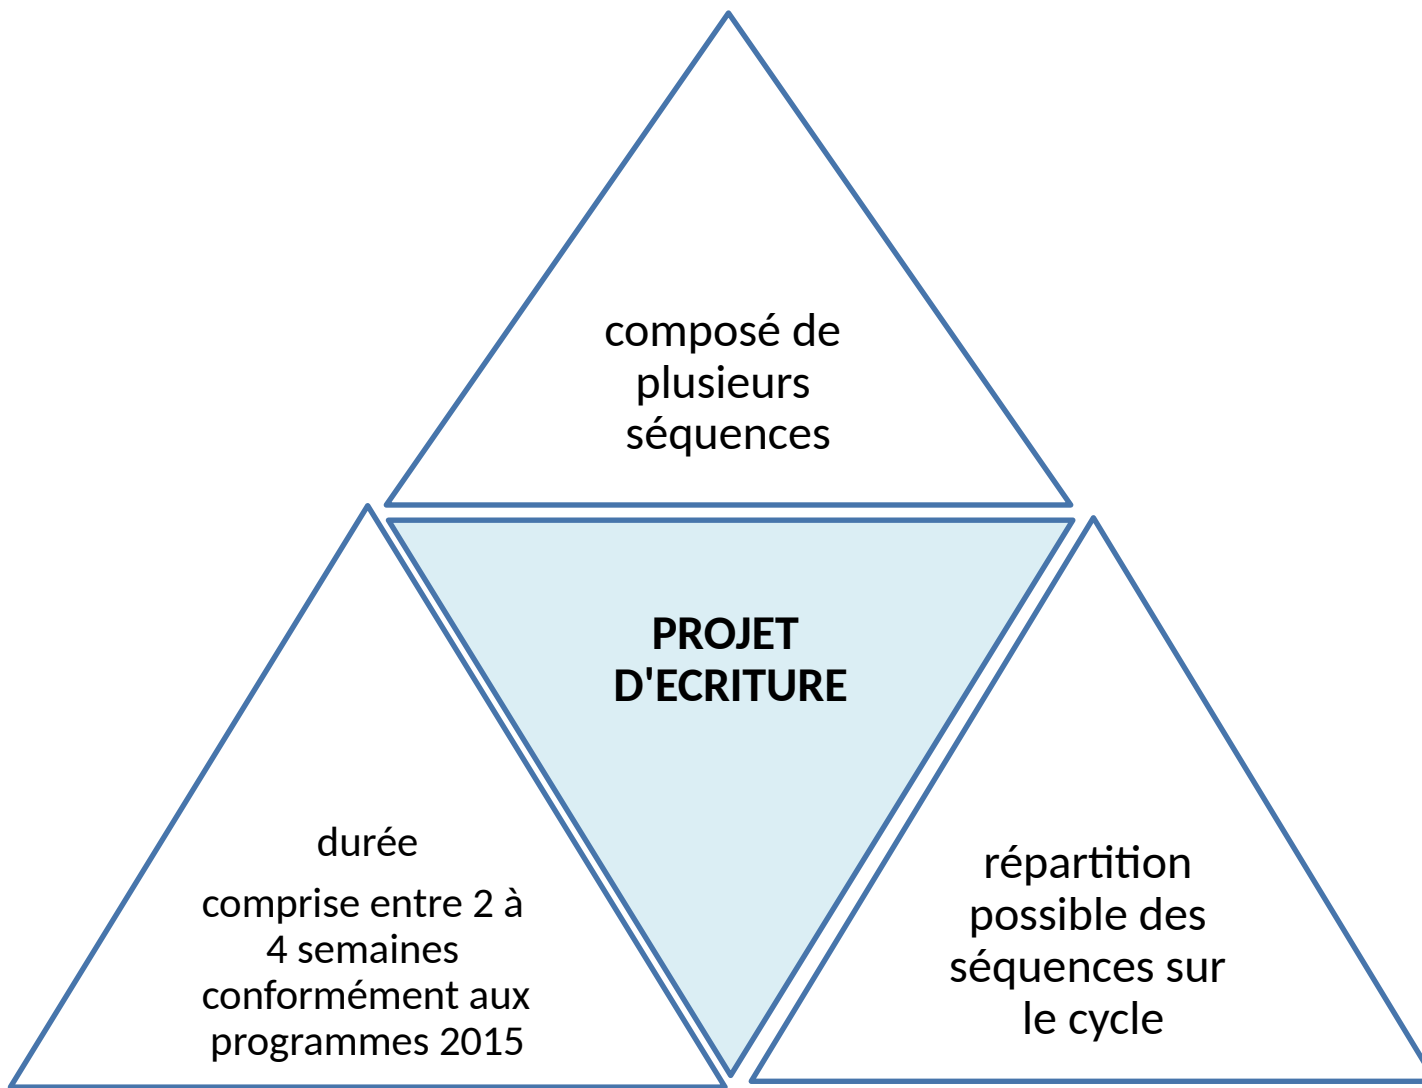 composé de
plusieurs
séquences
PROJET
D'ECRITURE
durée
comprise entre 2 à
4 semaines
conformément aux
programmes 2015
répartition
possible des
séquences sur
le cycle